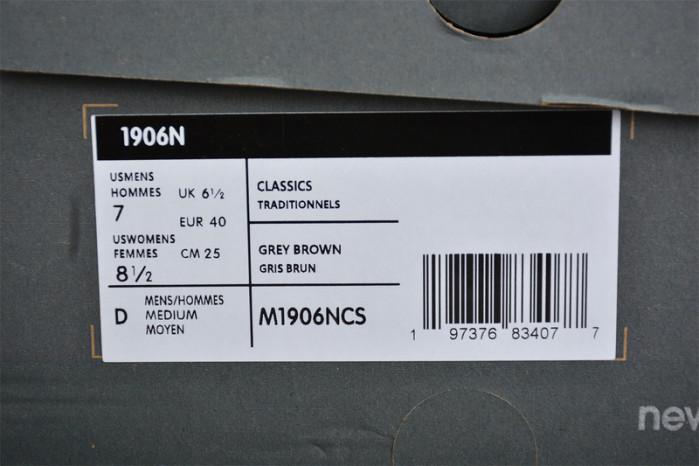 1906N
USMENS
HOMMES
7
UK 6½
EUR 40
USWOMENS
FEMMES
8½
CM 25
D
MENS/HOMMES
MEDIUM
MOYEN
CLASSICS
TRADITIONNELS
GREY BROWN
GRIS BRUN
M1906NCS
1 97376 83407 7
new